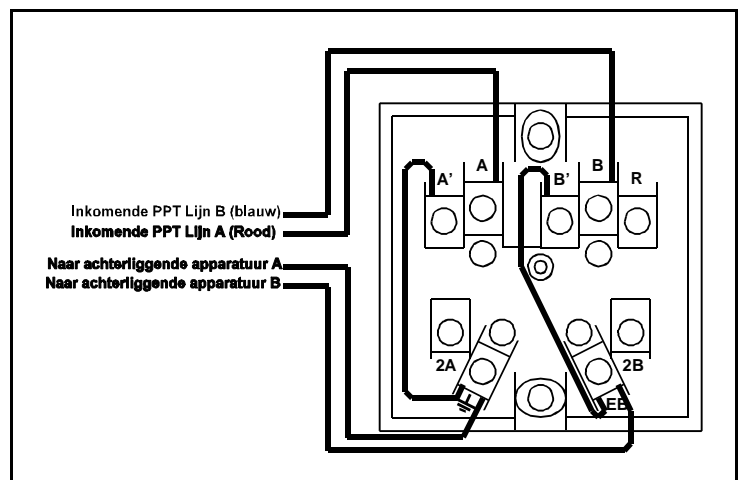 A' A B' B R
Inkomende PPT Lijn B (blauw)
Inkomende PPT Lijn A (Rood)
Naar achterliggende apparatuur A
Naar achterliggende apparatuur B
2A 2B
EB